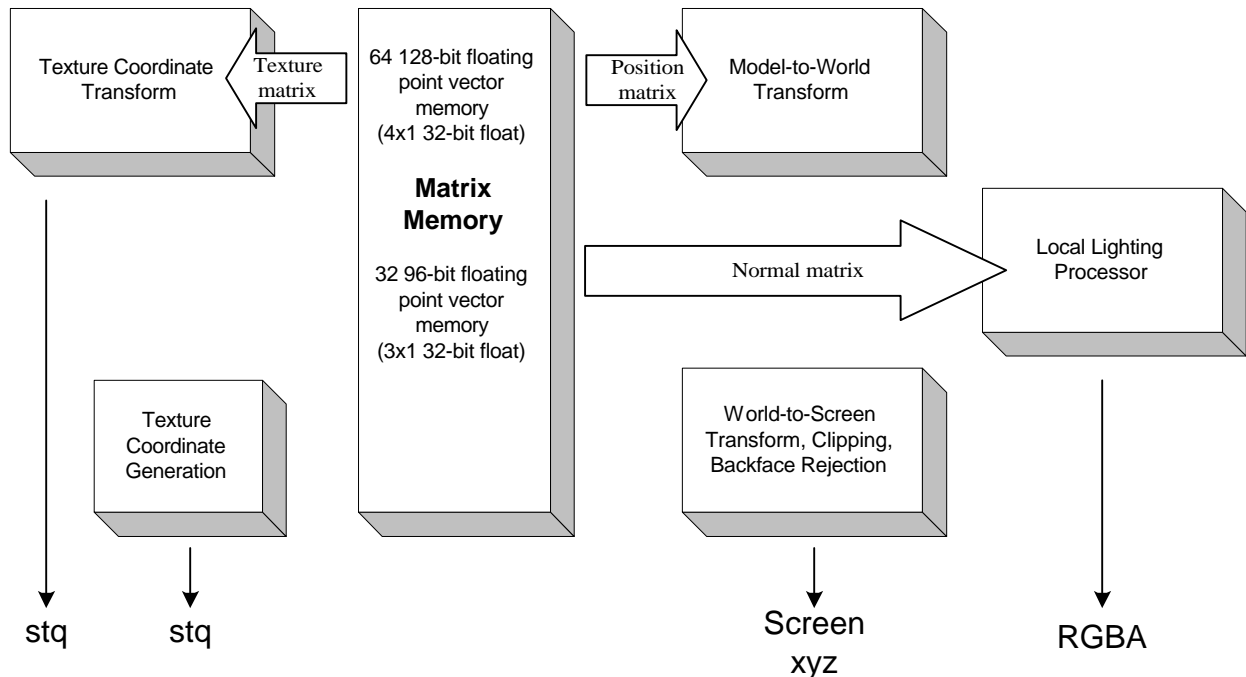 Texture Coordinate
Transform
Texture
matrix
64 128-bit floating
point vector
memory
(4x1 32-bit float)
Matrix
Memory
32 96-bit floating
point vector
memory
(3x1 32-bit float)
Position
matrix
Model-to-World
Transform
Normal matrix
Local Lighting
Processor
Texture
Coordinate
Generation
World-to-Screen
Transform, Clipping,
Backface Rejection
stq
stq
Screen
xyz
RGBA